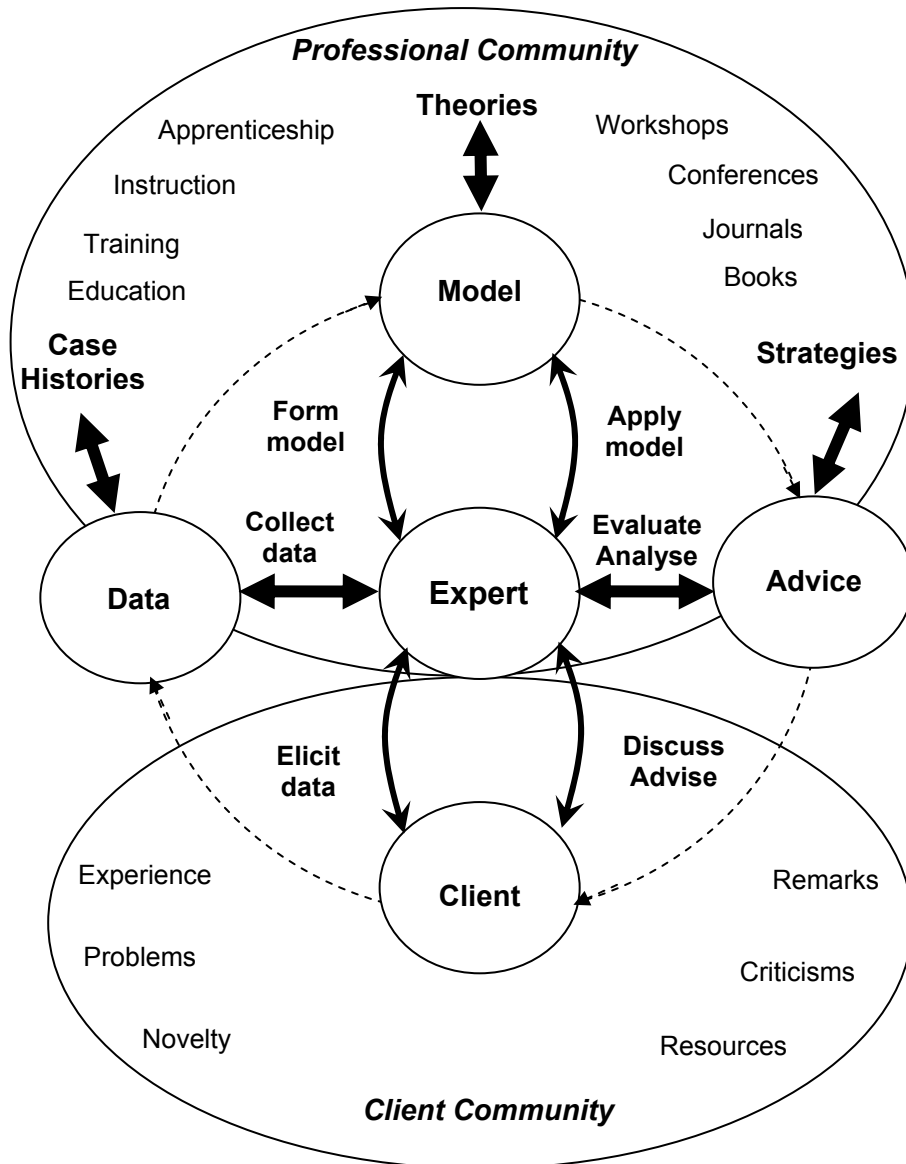 Professional Community
Theories
Apprenticeship
Workshops
Instruction
Conferences
Training
Journals
Education
Books
Model
Case
Histories
Strategies
Form
model
Apply
model
Collect
data
Evaluate
Analyse
Data
Expert
Advice
Elicit
data
Discuss
Advise
Experience
Client
Remarks
Problems
Criticisms
Novelty
Resources
Client Community